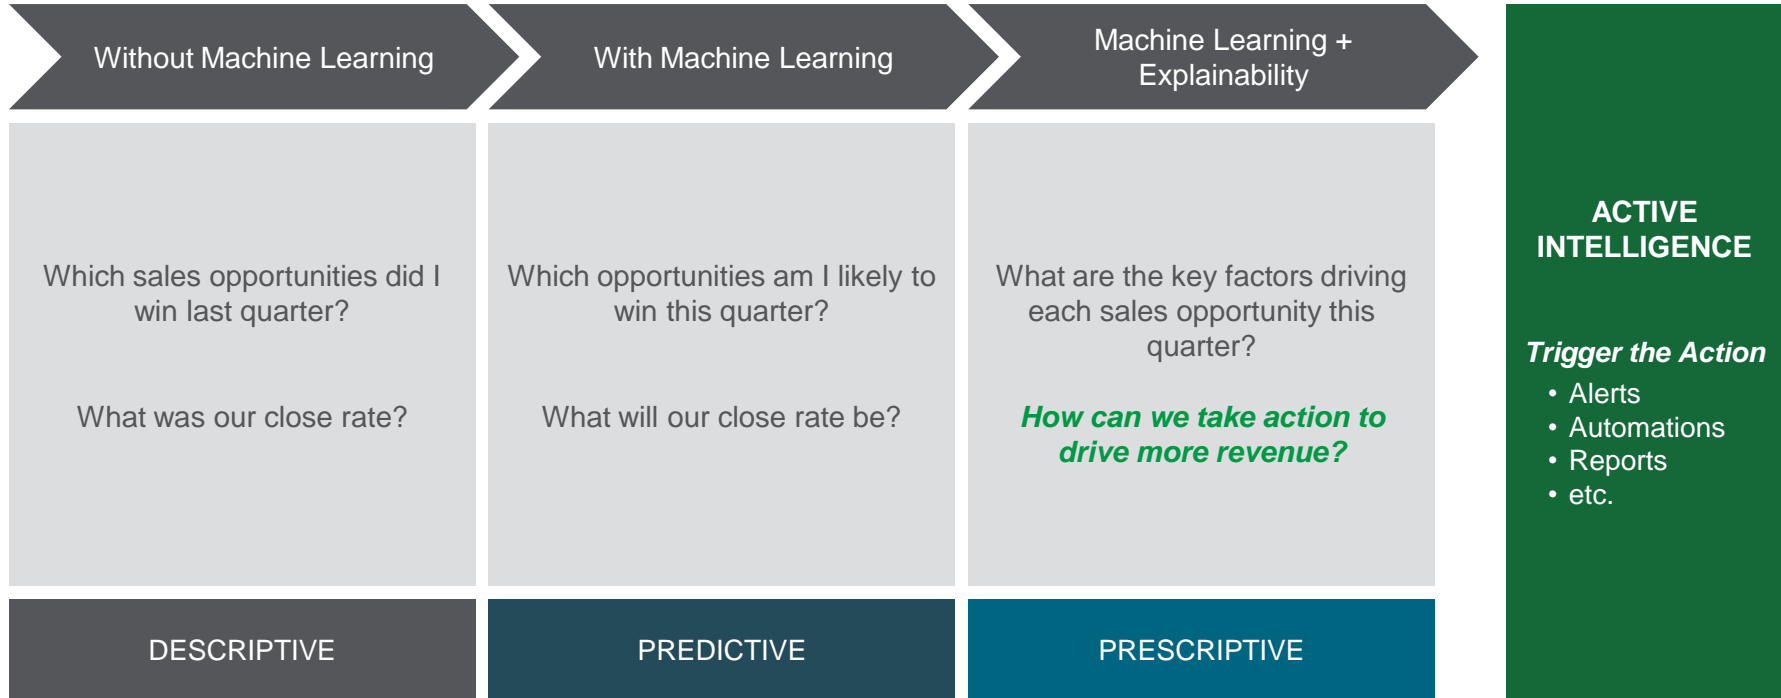 Without Machine Learning
With Machine Learning
Machine Learning +
Explainability
Which sales opportunities did I
win last quarter?
What was our close rate?
Which opportunities am I likely to
win this quarter?
What will our close rate be?
What are the key factors driving
each sales opportunity this
quarter?
How can we take action to
drive more revenue?
DESCRIPTIVE
PREDICTIVE
PRESCRIPTIVE
ACTIVE
INTELLIGENCE
Trigger the Action
• Alerts
• Automations
• Reports
• etc.